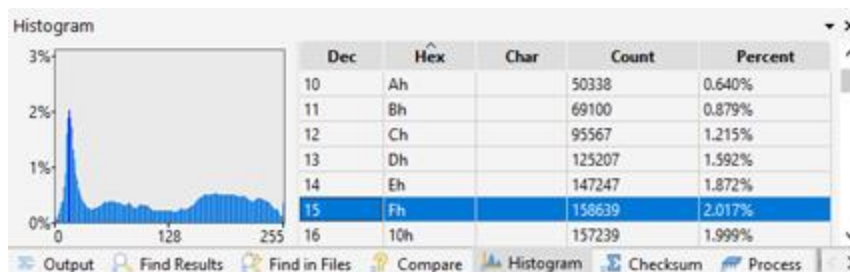 Histogram
3%
2%
1%
0%
0 128 255
Dec Hex Char Count Percent
10 Ah 50338 0.640%
11 Bh 69100 0.879%
12 Ch 95567 1.215%
13 Dh 125207 1.592%
14 Eh 147247 1.872%
15 Fh 158639 2.017%
16 10h 157239 1.999%
Output Find Results Find in Files Compare Histogram Checksum Process